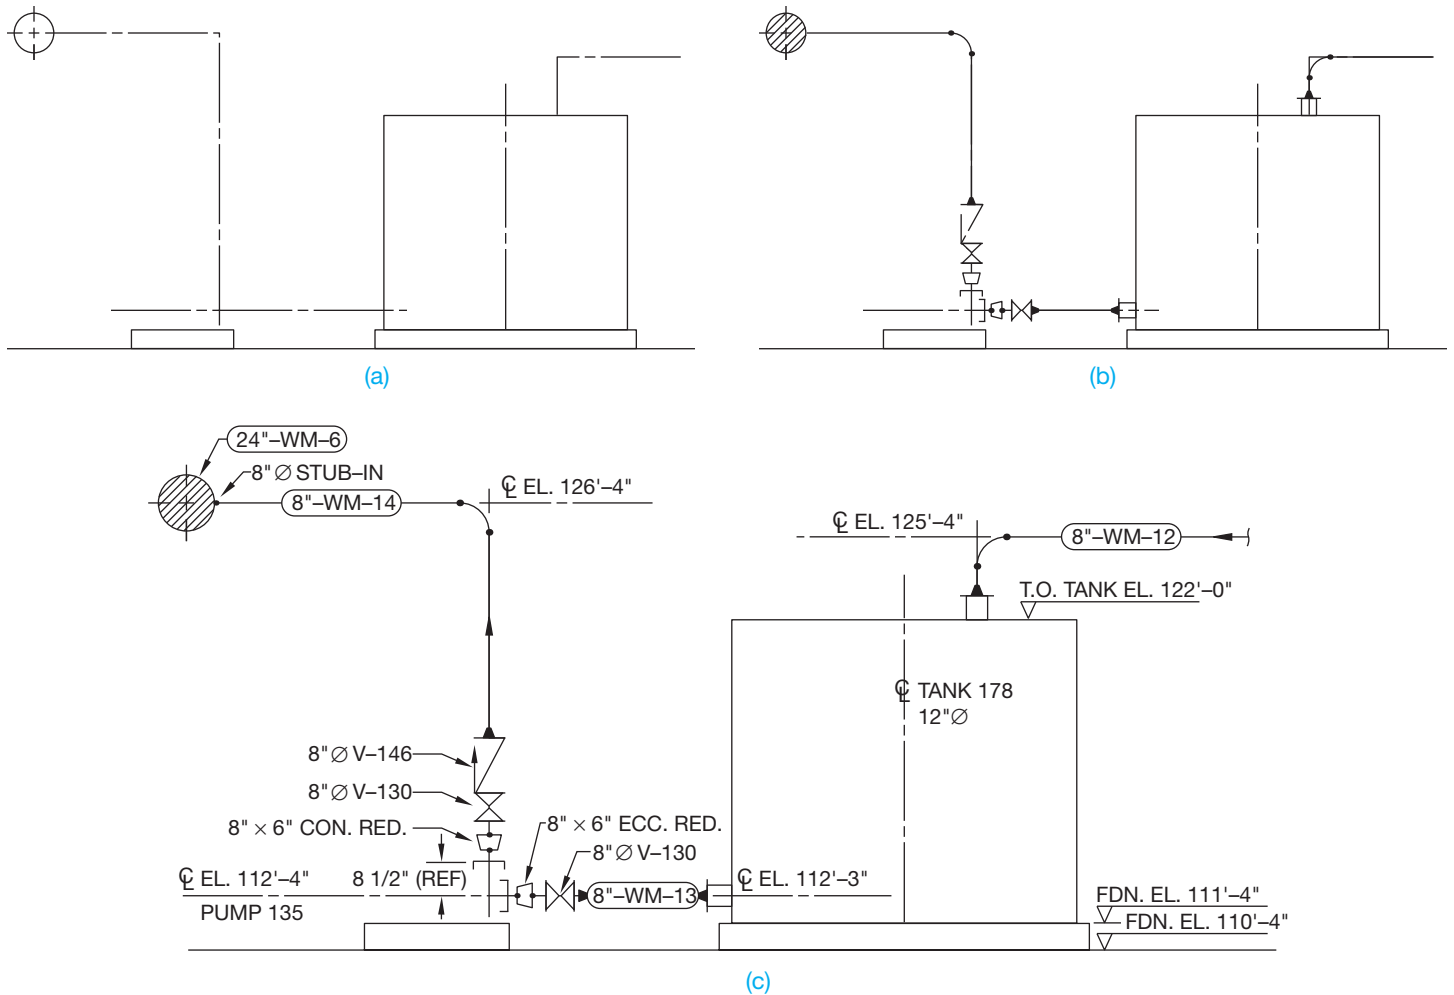 (a)
(b)
24"–WM–6
8"∅ STUB–IN
8"–WM–14
℄ EL. 126'–4"
℄ EL. 125'–4"
8"–WM–12
T.O. TANK EL. 122'–0"
℄ TANK 178
12"∅
8"∅ V–146
8"∅ V–130
8" × 6" CON. RED.
8" × 6" ECC. RED.
8"∅ V–130
℄ EL. 112'–4"
8 1/2" (REF)
8"–WM–13
℄ EL. 112'–3"
PUMP 135
FDN. EL. 111'–4"
FDN. EL. 110'–4"
(c)